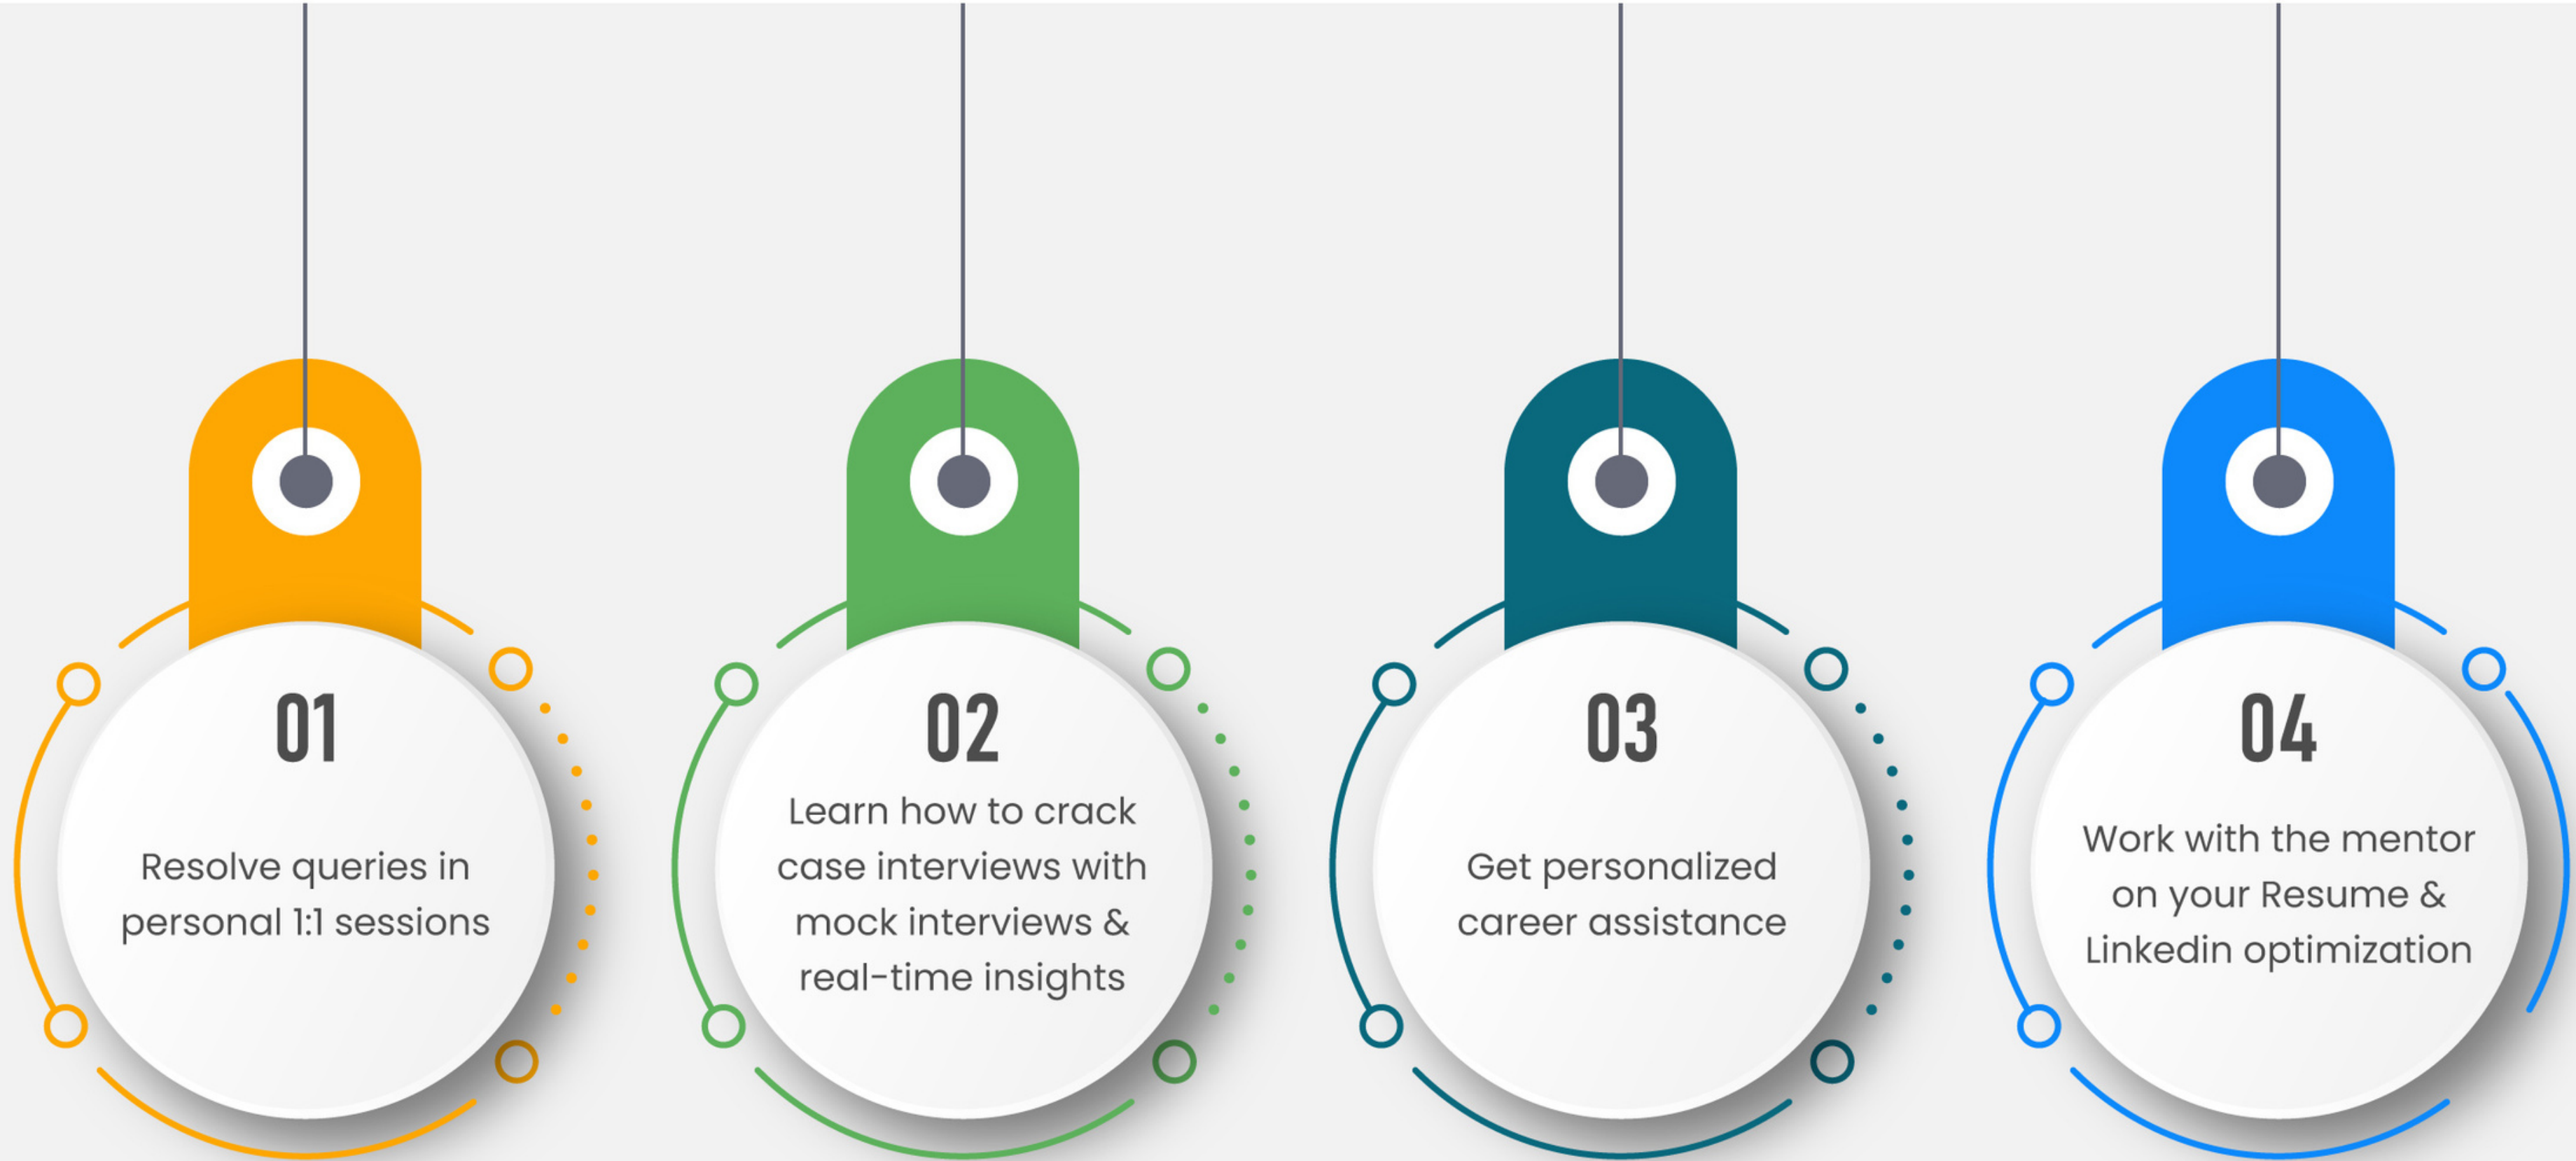 01
Resolve queries in
personal 1:1 sessions
02
Learn how to crack
case interviews with
mock interviews &
real-time insights
03
Get personalized
career assistance
04
Work with the mentor
on your Resume &
Linkedin optimization